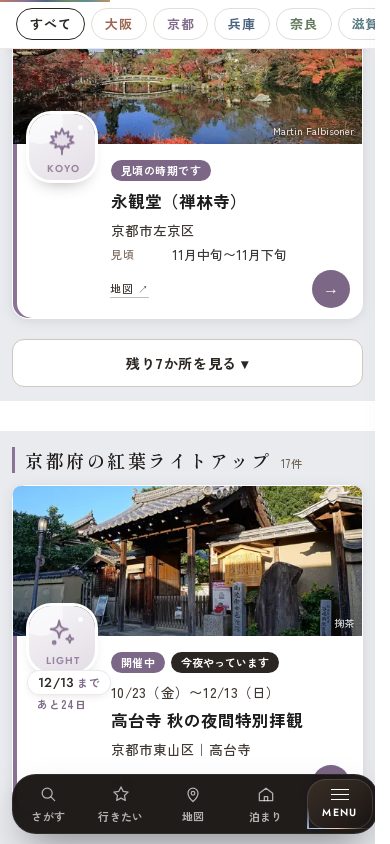 すべて 大阪 京都 兵庫 奈良 滋賀
Martin Falbisoner
KOYO
見頃の時期です
永観堂（禅林寺）
京都市左京区
見頃 11月中旬〜11月下旬
地図 ↗
→
残り7か所を見る ▾
京都府の紅葉ライトアップ 17件
掬茶
LIGHT
12/13 まで
あと24日
開催中 今夜やっています
10/23（金）〜12/13（日）
高台寺 秋の夜間特別拝観
京都市東山区｜高台寺
さがす 行きたい 地図 泊まり MENU